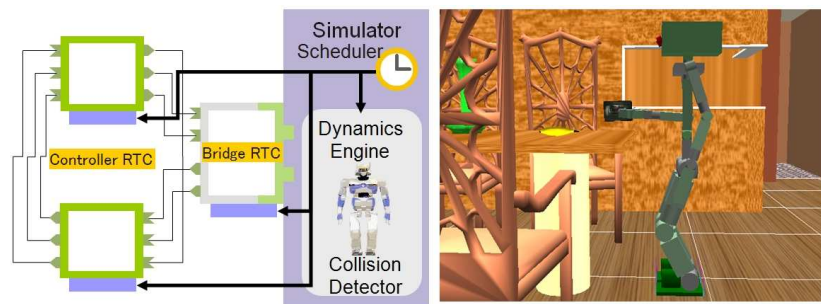 Simulator
Scheduler
Controller RTC
Bridge RTC
Dynamics
Engine
Collision
Detector